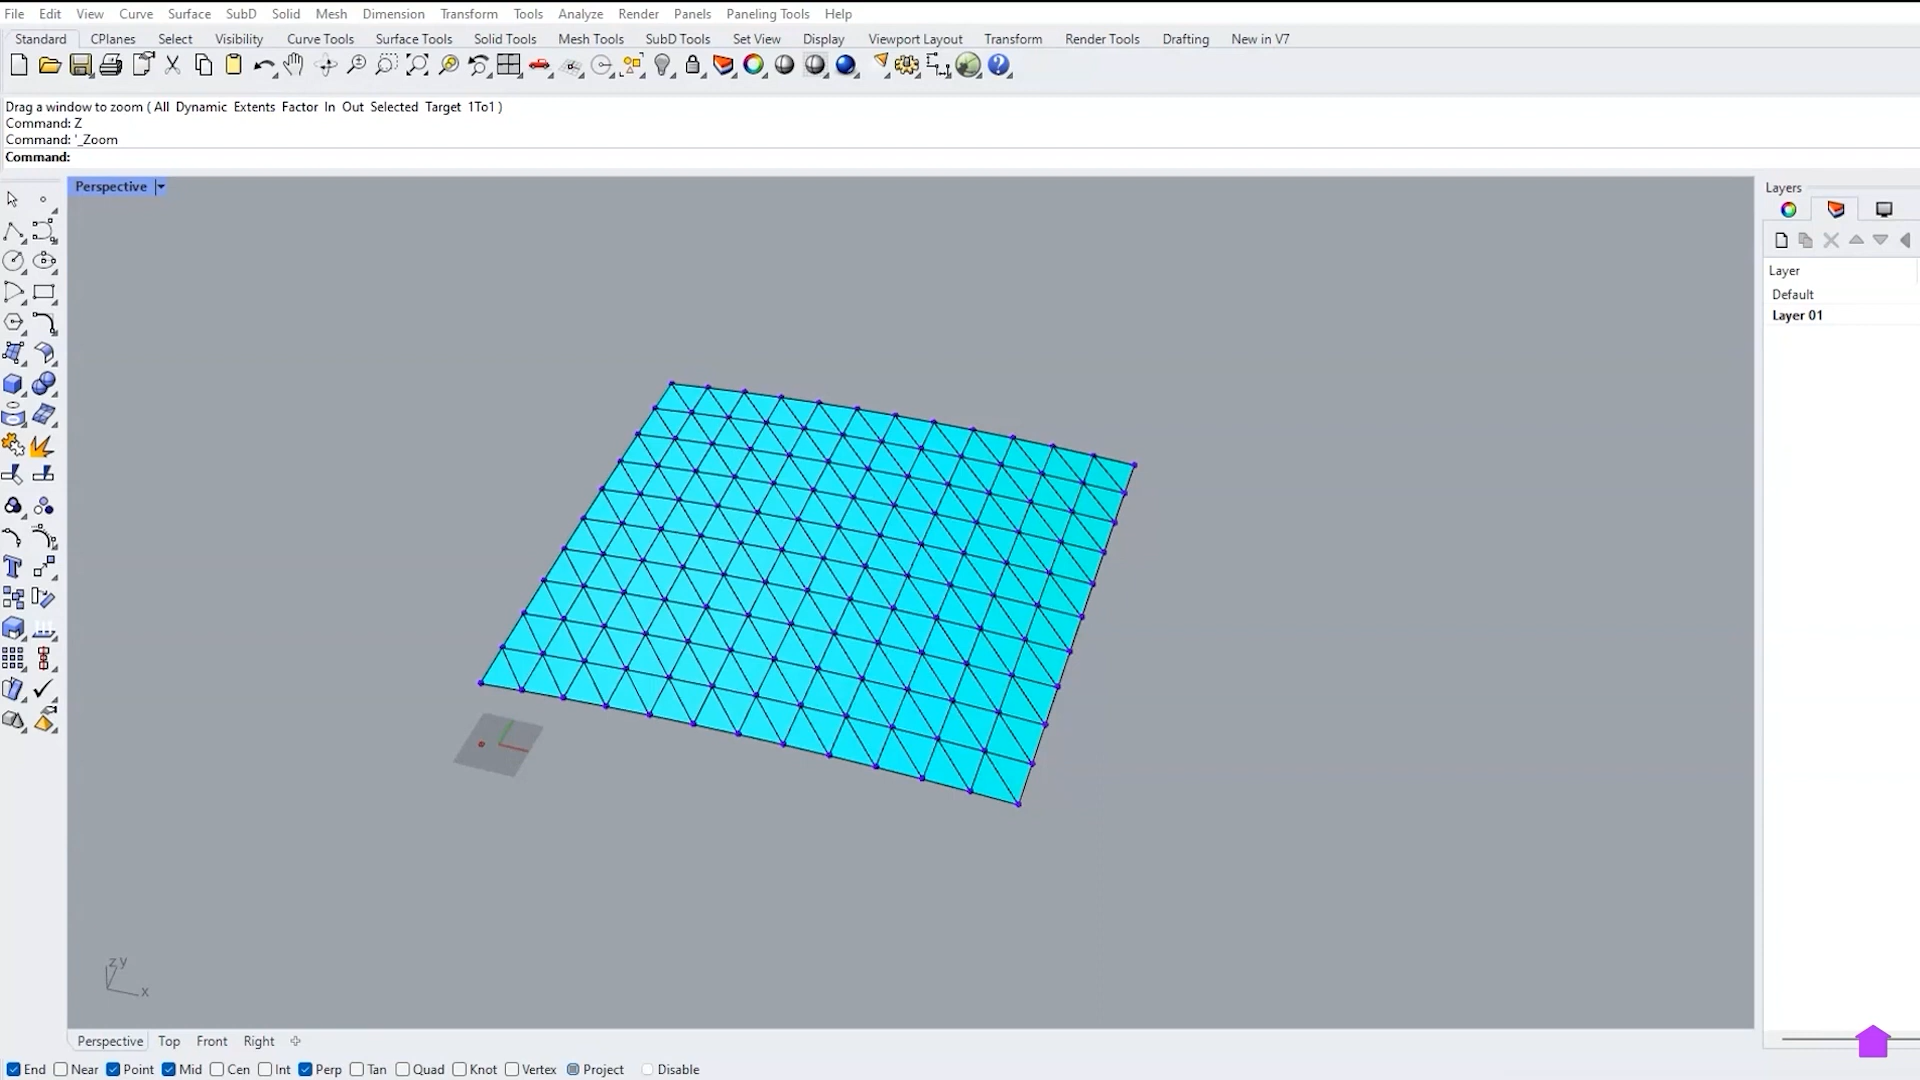 File Edit View Curve Surface SubD Solid Mesh Dimension Transform Tools Analyze Render Panels Paneling Tools Help
Standard CPlanes Select Visibility Curve Tools Surface Tools Solid Tools Mesh Tools SubD Tools Set View Display Viewport Layout Transform Render Tools Drafting New in V7
Drag a window to zoom ( All Dynamic Extents Factor In Out Selected Target 1To1 )
Command: Z
Command: '_Zoom
Command:
Perspective
Layers
Layer
Default
Layer 01
z y
x
Perspective Top Front Right
End Near Point Mid Cen Int Perp Tan Quad Knot Vertex Project Disable